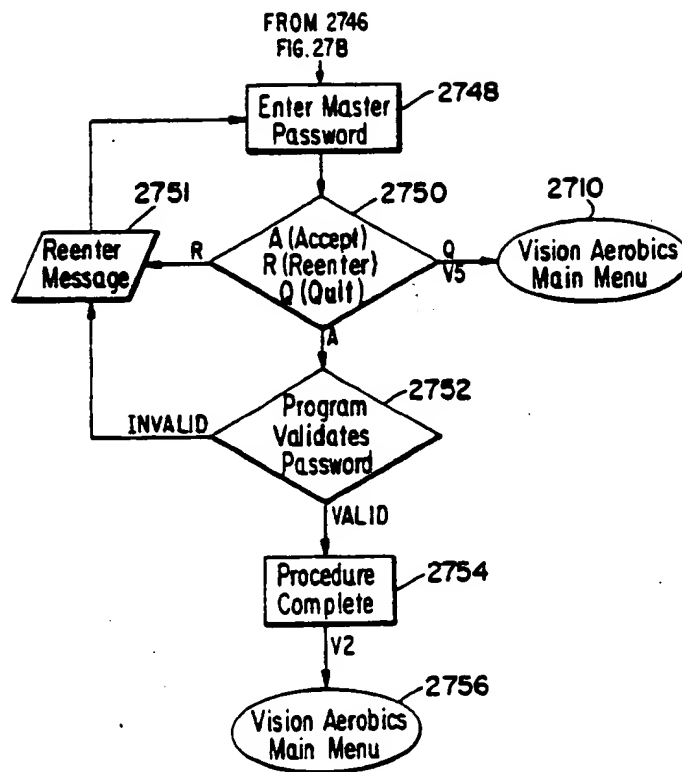 FROM 2746
FIG. 27B
Enter Master
Password
2748
2751
2750
2710
Reenter
Message
R
A (Accept)
R (Reenter)
Q (Quit)
Q
V5
Vision Aerobics
Main Menu
A
2752
INVALID
Program
Validates
Password
VALID
Procedure
Complete
2754
V2
2756
Vision Aerobics
Main Menu